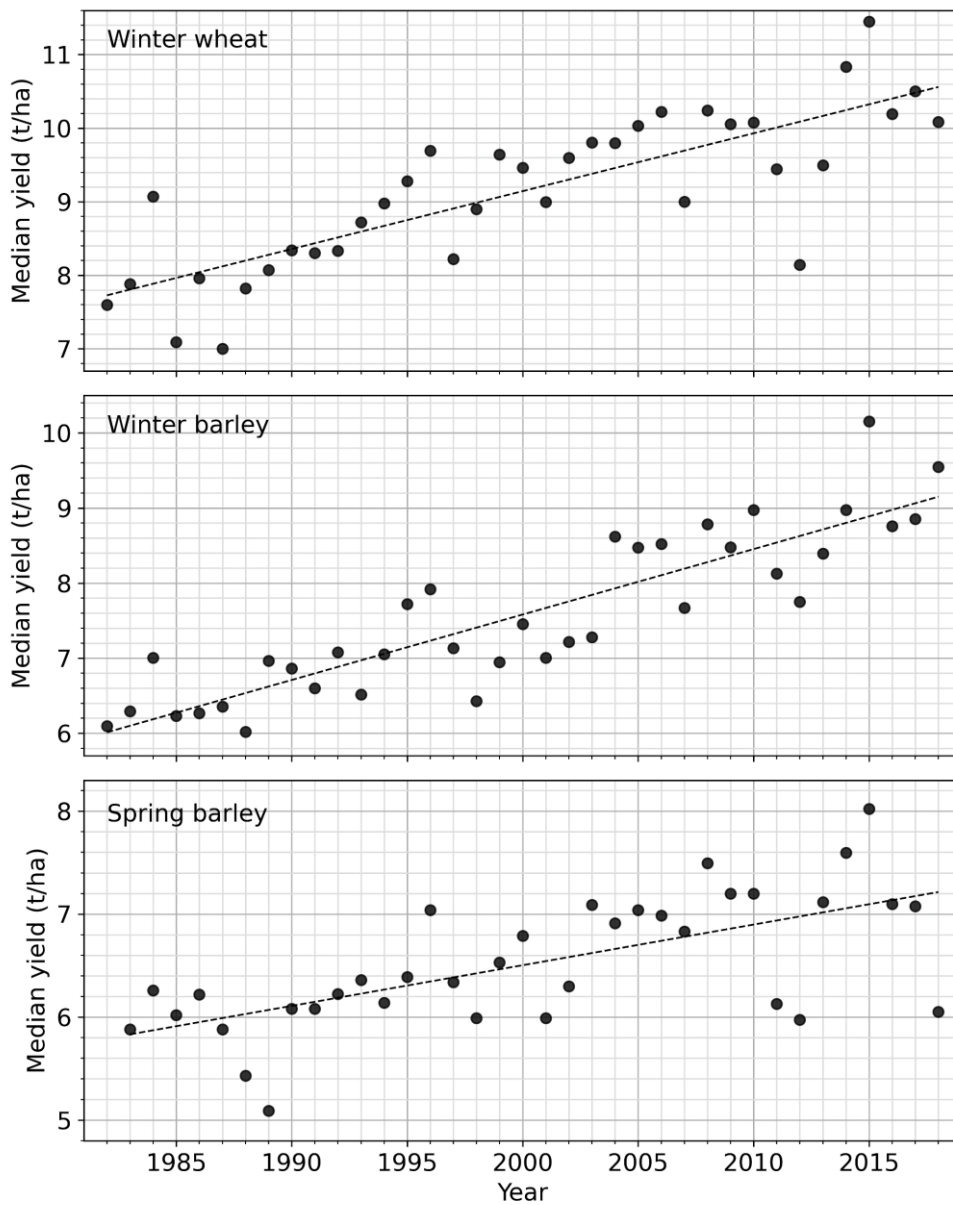 Winter wheat
Median yield (t/ha)
11
10
9
8
7
Winter barley
Median yield (t/ha)
10
9
8
7
6
Spring barley
Median yield (t/ha)
8
7
6
5
1985 1990 1995 2000 2005 2010 2015
Year